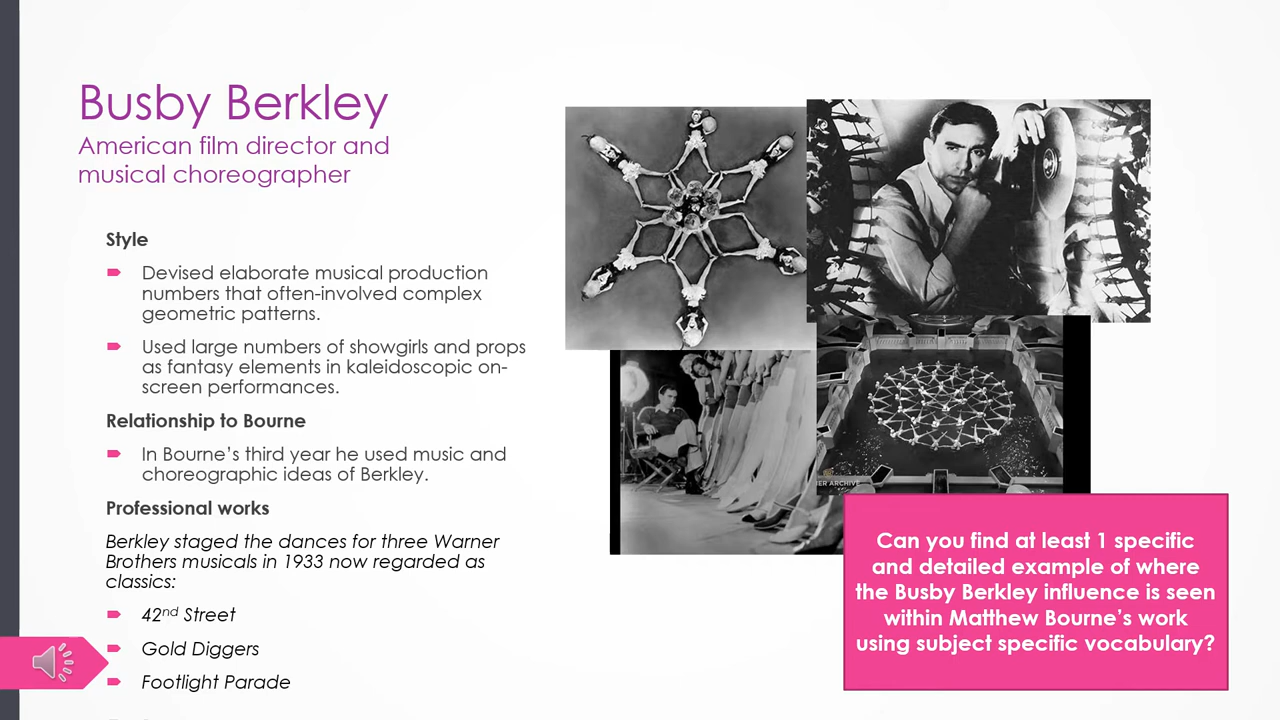 Busby Berkley
American film director and
musical choreographer
Style
Devised elaborate musical production
numbers that often-involved complex
geometric patterns.
Used large numbers of showgirls and props
as fantasy elements in kaleidoscopic on-
screen performances.
Relationship to Bourne
In Bourne’s third year he used music and
choreographic ideas of Berkley.
Professional works
Berkley staged the dances for three Warner
Brothers musicals in 1933 now regarded as
classics:
42nd Street
Gold Diggers
Footlight Parade
ARCHIVE
Can you find at least 1 specific
and detailed example of where
the Busby Berkley influence is seen
within Matthew Bourne’s work
using subject specific vocabulary?